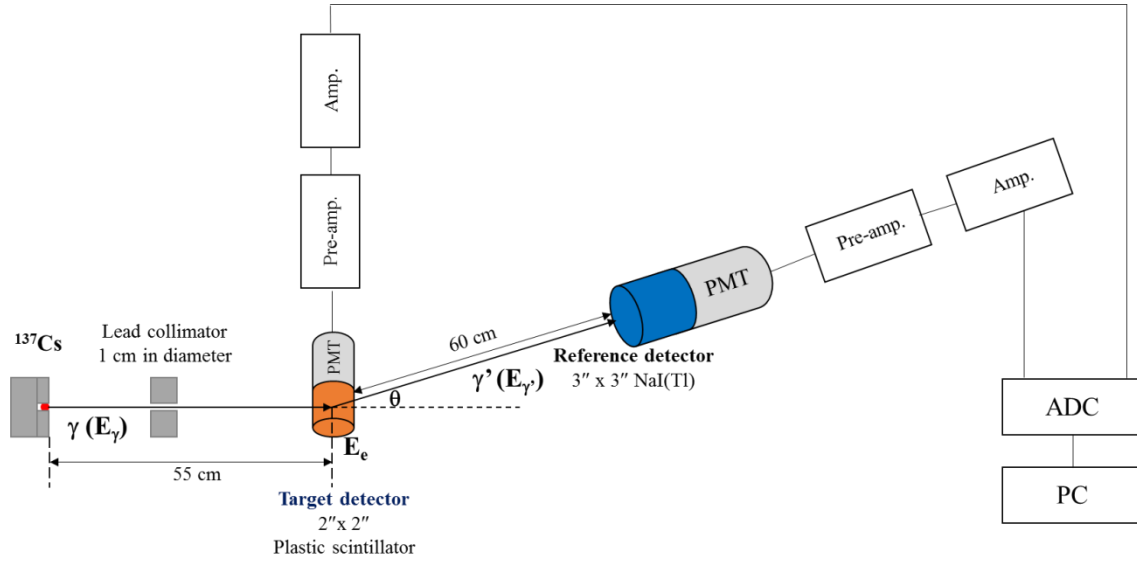 Amp.
Pre-amp.
PMT
Amp.
Pre-amp.
PMT
60 cm
¹³⁷Cs
Lead collimator
1 cm in diameter
Reference detector
3″ x 3″ NaI(Tl)
γ (Eγ)
γ’ (Eγ’)
θ
Ee
55 cm
Target detector
2″x 2″
Plastic scintillator
ADC
PC